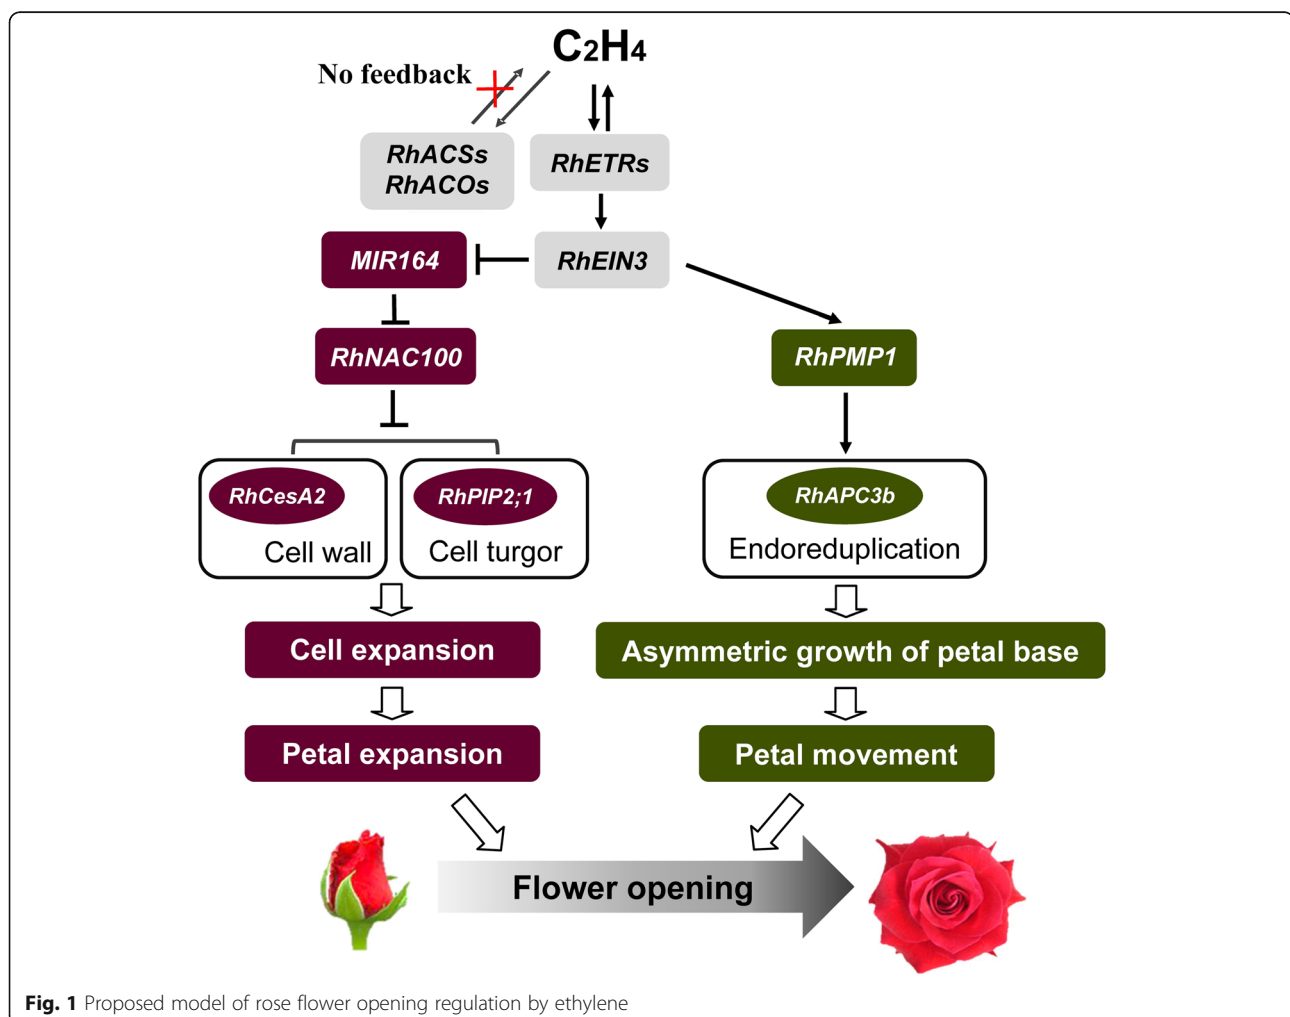 C2H4
No feedback
RhACSs
RhACOs
RhETRs
MIR164
RhEIN3
RhNAC100
RhPMP1
RhCesA2
RhPIP2;1
RhAPC3b
Cell wall
Cell turgor
Endoreduplication
Cell expansion
Asymmetric growth of petal base
Petal expansion
Petal movement
Flower opening
Fig. 1 Proposed model of rose flower opening regulation by ethylene